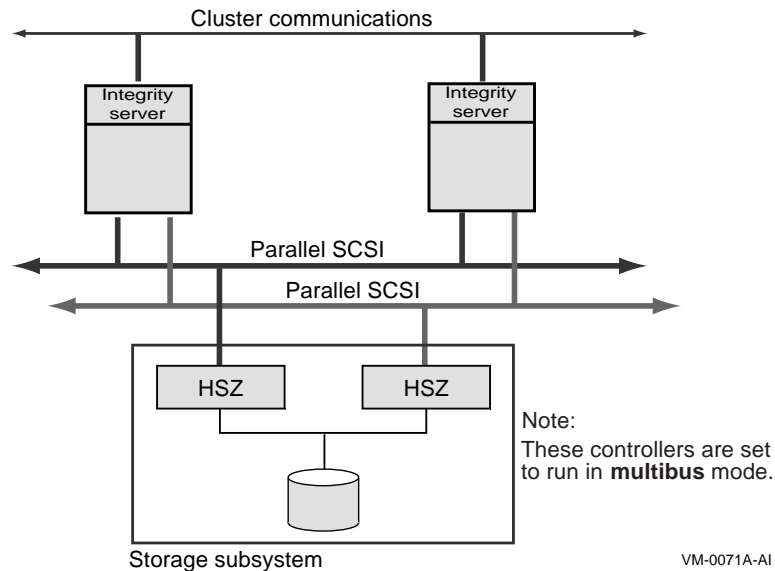 Cluster communications
Integrity
server
Integrity
server
Parallel SCSI
Parallel SCSI
HSZ
HSZ
Note:
These controllers are set
to run in multibus mode.
Storage subsystem
VM-0071A-AI